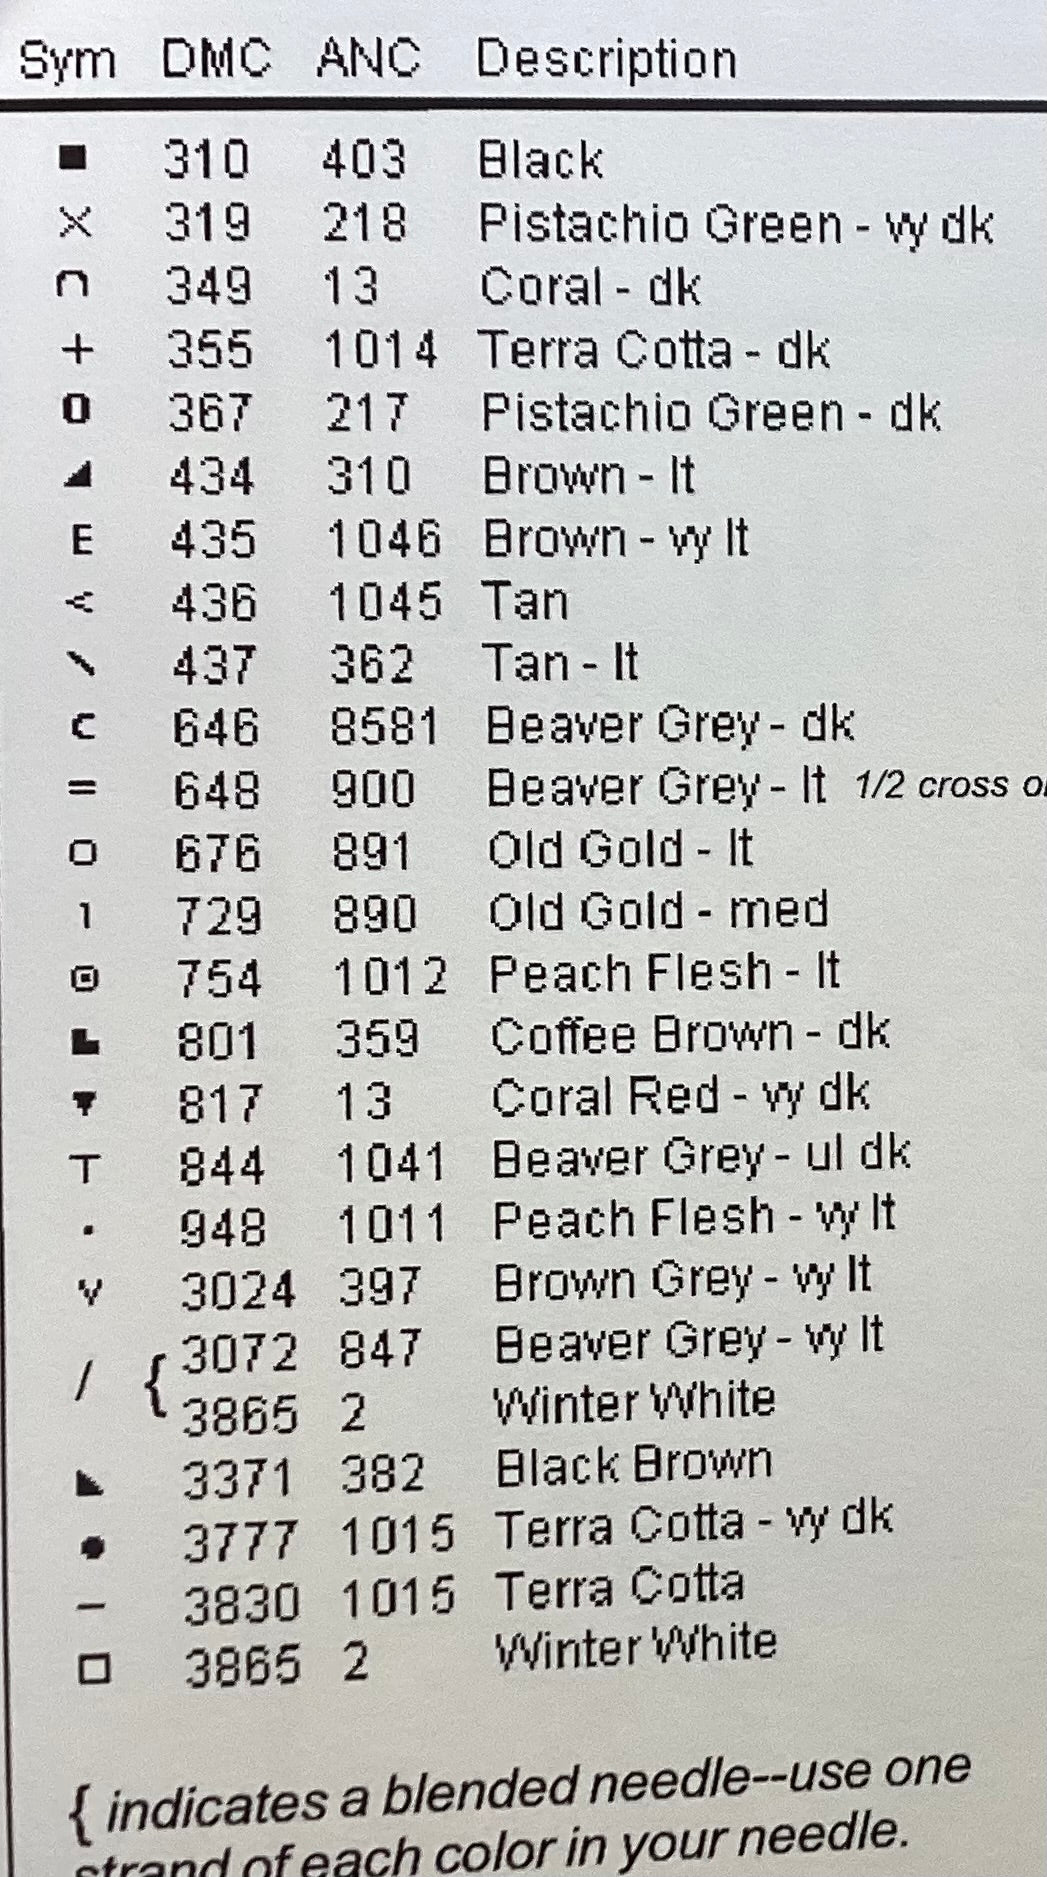 Sym DMC ANC Description
■ 310 403 Black
× 319 218 Pistachio Green - vy dk
∩ 349 13 Coral - dk
+ 355 1014 Terra Cotta - dk
0 367 217 Pistachio Green - dk
◢ 434 310 Brown - lt
E 435 1046 Brown - vy lt
< 436 1045 Tan
\ 437 362 Tan - lt
C 646 8581 Beaver Grey - dk
= 648 900 Beaver Grey - lt 1/2 cross
□ 676 891 Old Gold - lt
1 729 890 Old Gold - med
⊡ 754 1012 Peach Flesh - lt
▙ 801 359 Coffee Brown - dk
▼ 817 13 Coral Red - vy dk
T 844 1041 Beaver Grey - ul dk
· 948 1011 Peach Flesh - vy lt
v 3024 397 Brown Grey - vy lt
/ { 3072 847 Beaver Grey - vy lt
3865 2 Winter White
◣ 3371 382 Black Brown
● 3777 1015 Terra Cotta - vy dk
– 3830 1015 Terra Cotta
□ 3865 2 Winter White
{ indicates a blended needle--use one
strand of each color in your needle.